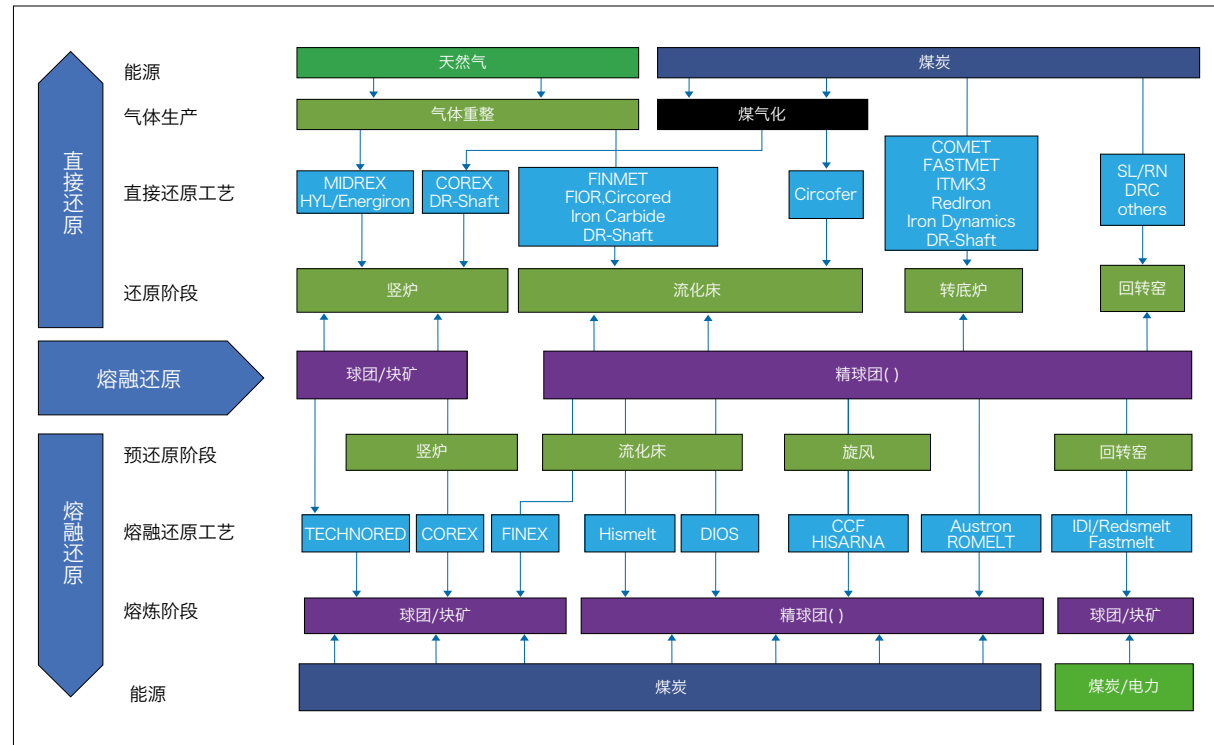 能源
天然气
煤炭
气体生产
气体重整
煤气化
直接还原
直接还原工艺
MIDREX
HYL/Energiron
COREX
DR-Shaft
FINMET
FIOR,Circored
Iron Carbide
DR-Shaft
Circofer
COMET
FASTMET
ITMK3
RedIron
Iron Dynamics
DR-Shaft
SL/RN
DRC
others
还原阶段
竖炉
流化床
转底炉
回转窑
熔融还原
球团/块矿
精球团( )
熔融还原
预还原阶段
竖炉
流化床
旋风
回转窑
熔融还原工艺
TECHNORED
COREX
FINEX
Hismelt
DIOS
CCF
HISARNA
Austron
ROMELT
IDI/Redsmelt
Fastmelt
熔炼阶段
球团/块矿
精球团( )
球团/块矿
能源
煤炭
煤炭/电力